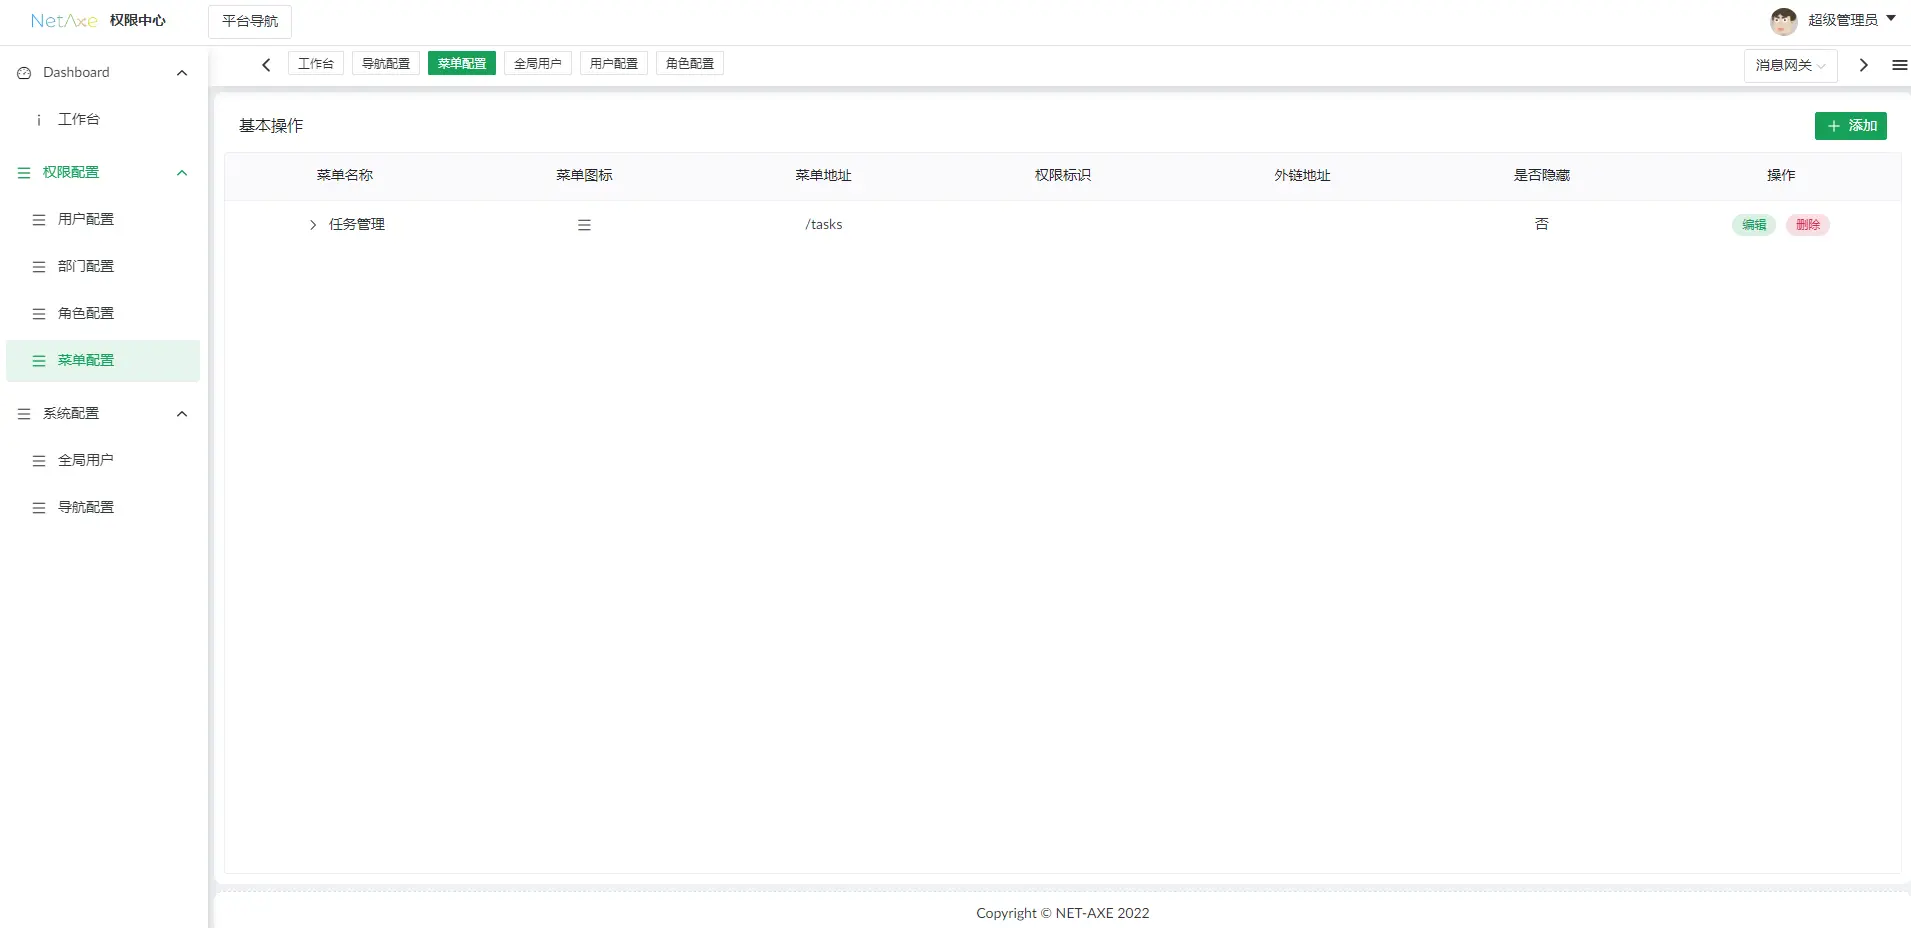 NetAxe 权限中心 平台导航 超级管理员
Dashboard
工作台
权限配置
用户配置
部门配置
角色配置
菜单配置
系统配置
全局用户
导航配置
工作台 导航配置 菜单配置 全局用户 用户配置 角色配置 消息网关
基本操作 添加
菜单名称 菜单图标 菜单地址 权限标识 外链地址 是否隐藏 操作
任务管理 /tasks 否 编辑 删除
Copyright © NET-AXE 2022